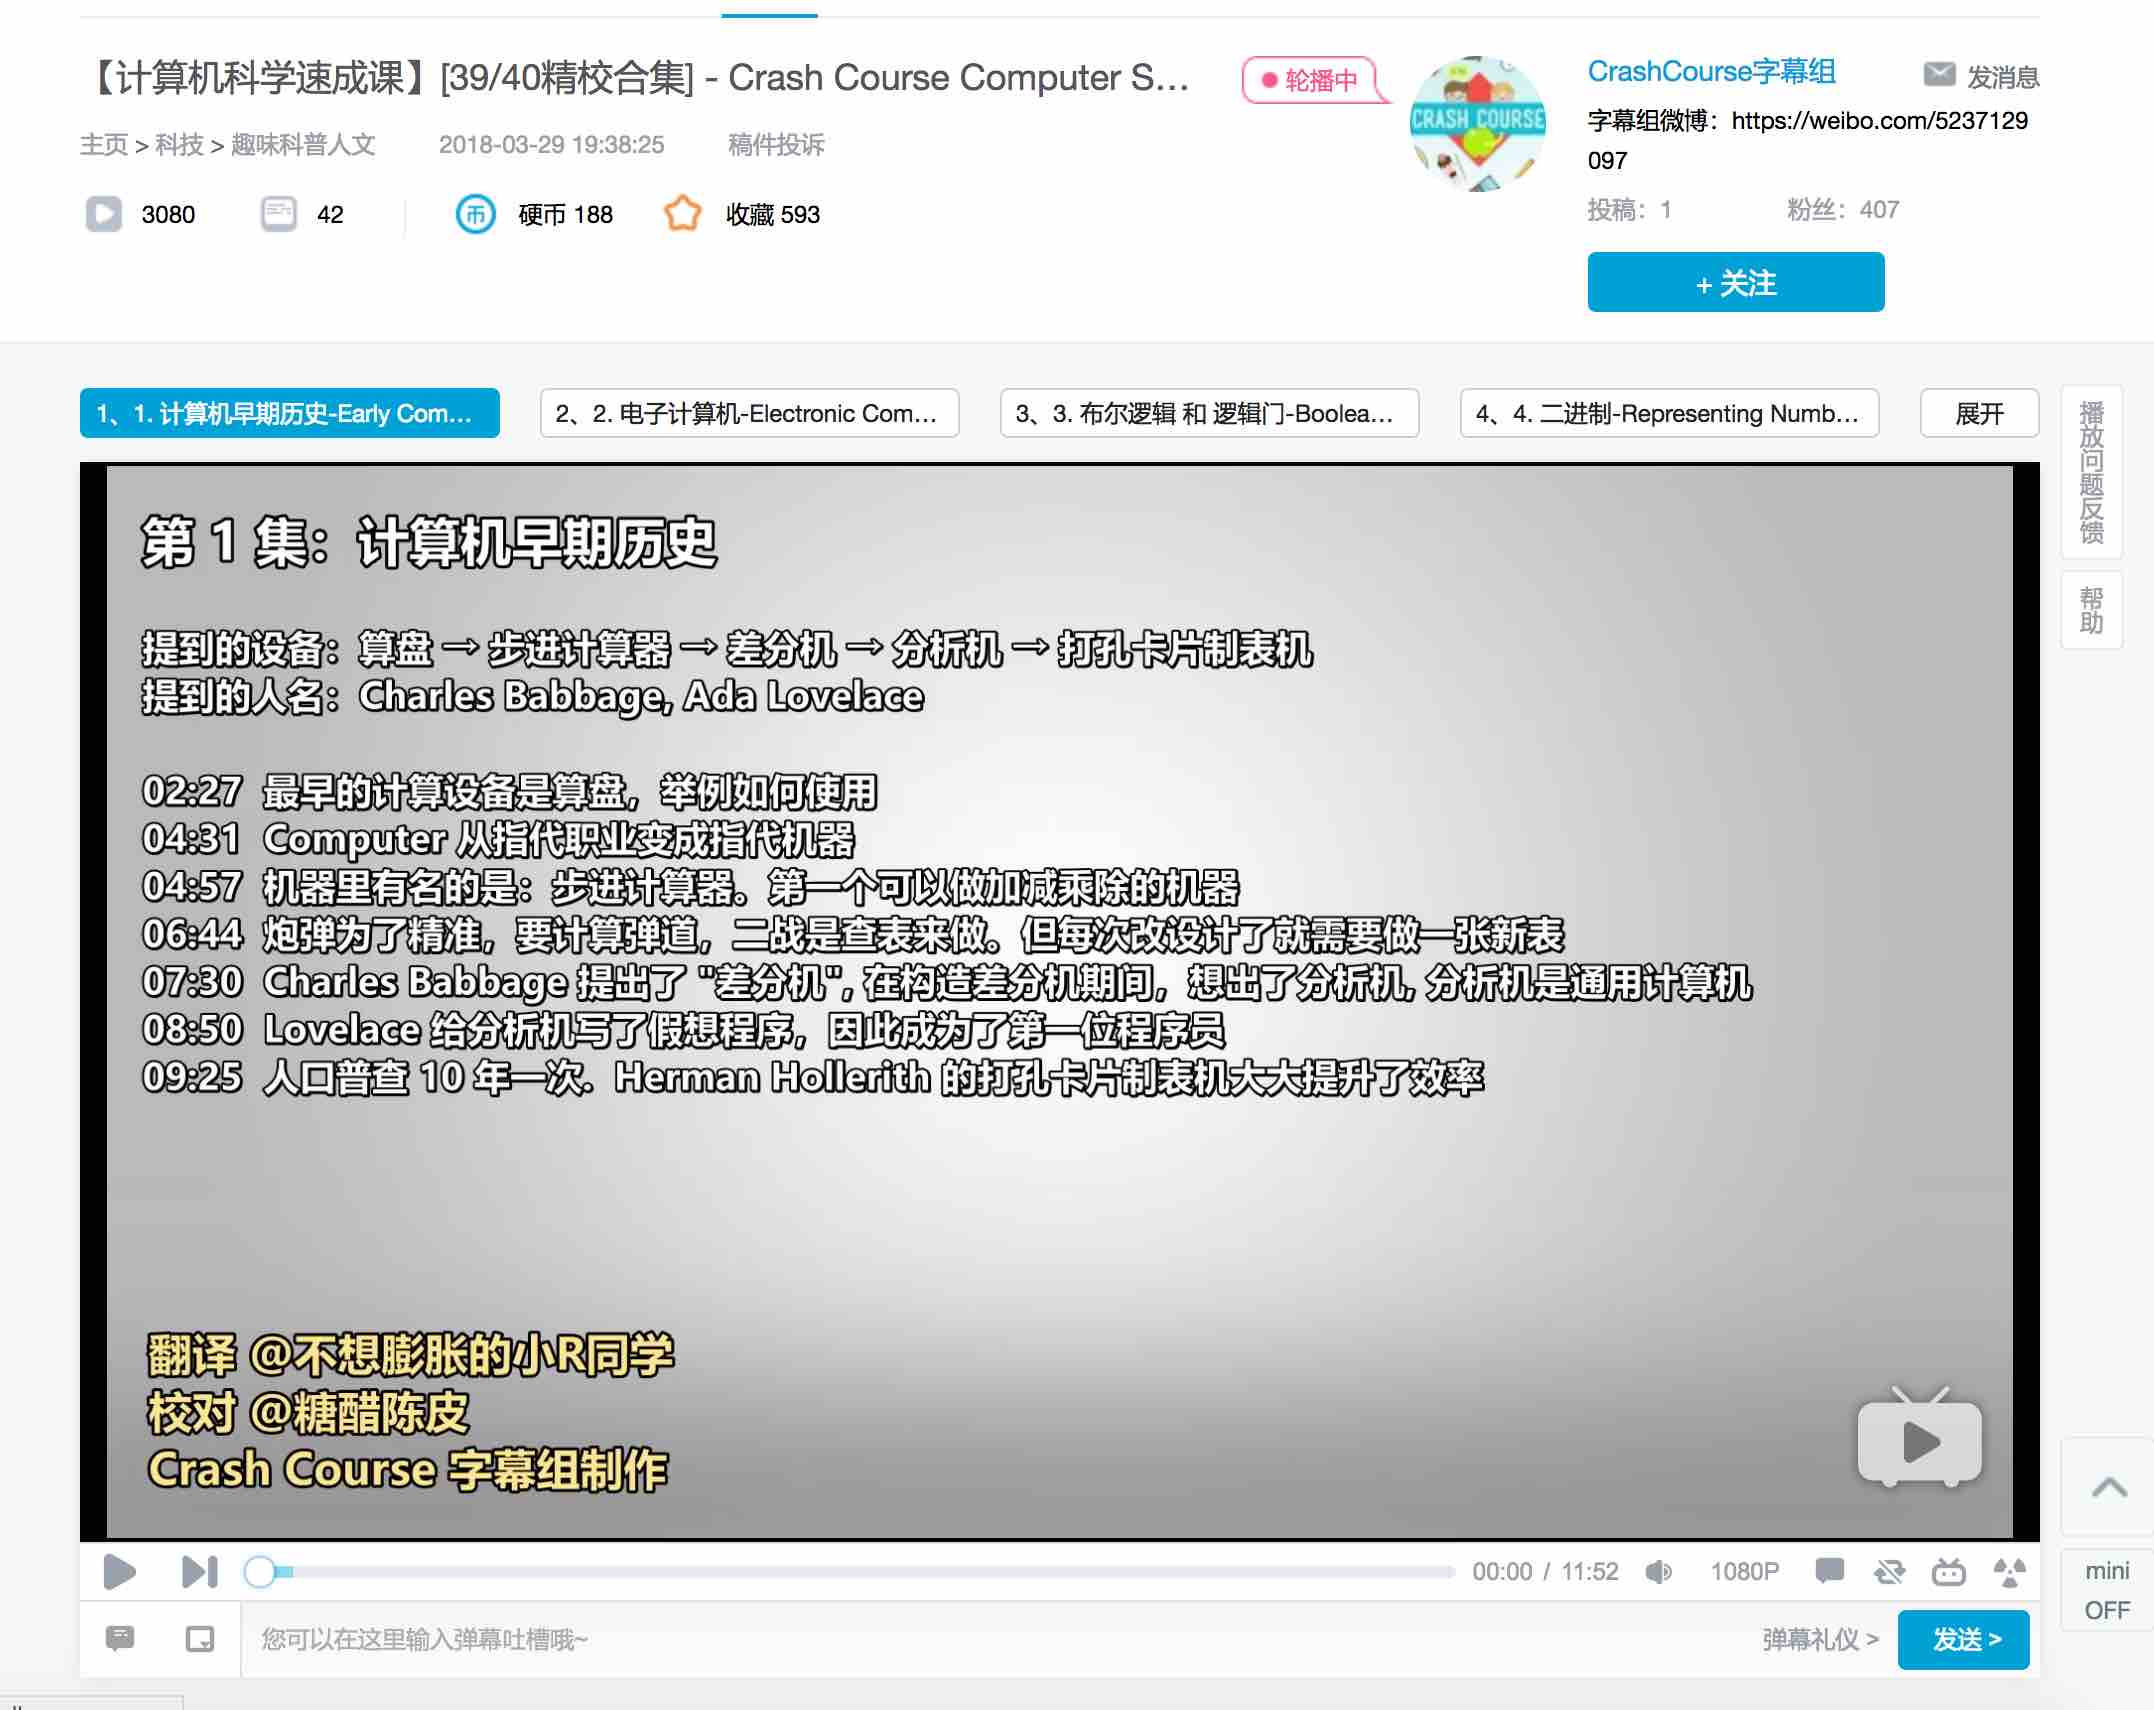 【计算机科学速成课】[39/40精校合集] - Crash Course Computer S...
轮播中
主页 > 科技 > 趣味科普人文 2018-03-29 19:38:25 稿件投诉
3080 42 币 硬币 188 收藏 593
CRASH COURSE
CrashCourse字幕组 发消息
字幕组微博：https://weibo.com/5237129
097
投稿：1 粉丝：407
+ 关注
1、1. 计算机早期历史-Early Com... 2、2. 电子计算机-Electronic Com... 3、3. 布尔逻辑 和 逻辑门-Boolea... 4、4. 二进制-Representing Numb... 展开
播放问题反馈
帮助
第 1 集：计算机早期历史
提到的设备：算盘 → 步进计算器 → 差分机 → 分析机 → 打孔卡片制表机
提到的人名：Charles Babbage, Ada Lovelace
02:27 最早的计算设备是算盘，举例如何使用
04:31 Computer 从指代职业变成指代机器
04:57 机器里有名的是：步进计算器。第一个可以做加减乘除的机器
06:44 炮弹为了精准，要计算弹道，二战是查表来做。但每次改设计了就需要做一张新表
07:30 Charles Babbage 提出了 "差分机", 在构造差分机期间，想出了分析机, 分析机是通用计算机
08:50 Lovelace 给分析机写了假想程序，因此成为了第一位程序员
09:25 人口普查 10 年一次. Herman Hollerith 的打孔卡片制表机大大提升了效率
翻译 @不想膨胀的小R同学
校对 @糖醋陈皮
Crash Course 字幕组制作
00:00 / 11:52 1080P
mini
OFF
您可以在这里输入弹幕吐槽哦~ 弹幕礼仪 > 发送 >